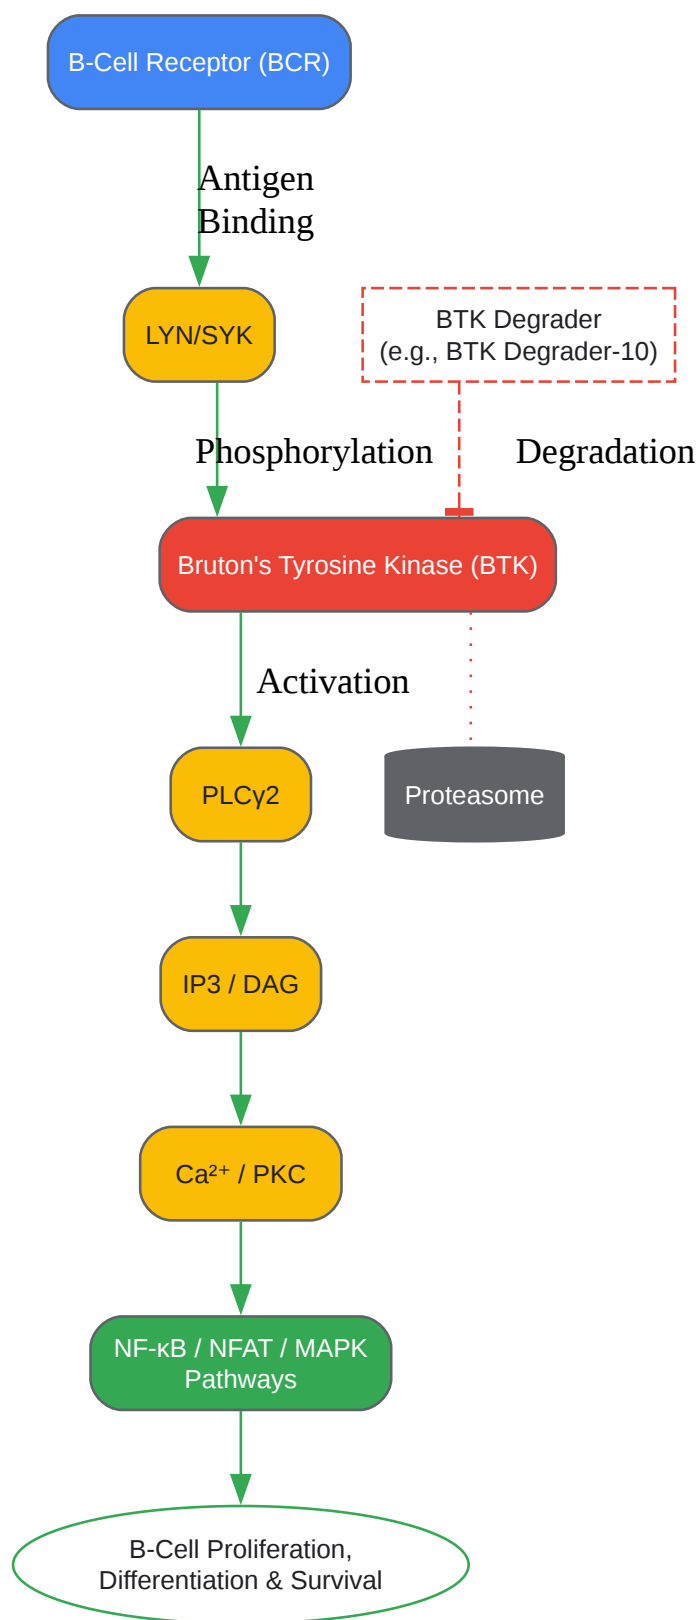 B-Cell Receptor (BCR)
Antigen
Binding
LYN/SYK
BTK Degrader
(e.g., BTK Degrader-10)
Phosphorylation
Degradation
Bruton's Tyrosine Kinase (BTK)
Activation
PLCγ2
Proteasome
IP3 / DAG
Ca²⁺ / PKC
NF-κB / NFAT / MAPK
Pathways
B-Cell Proliferation,
Differentiation & Survival